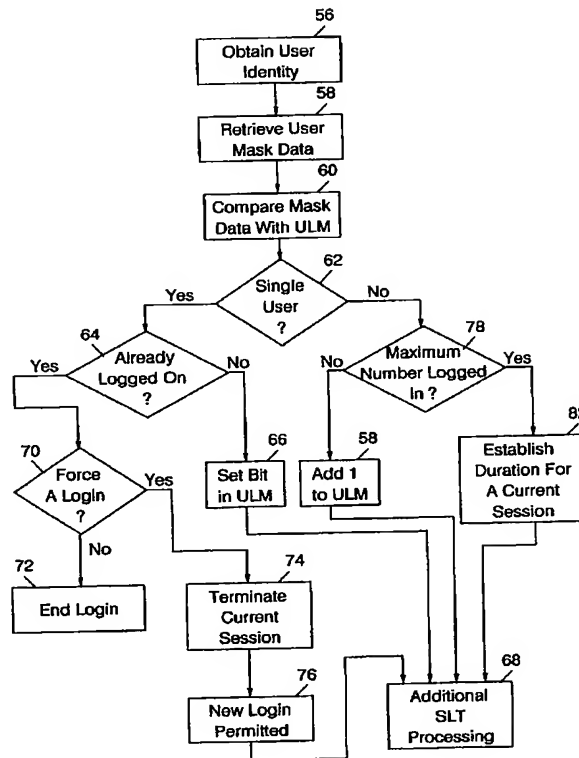 56
Obtain User
Identity
58
Retrieve User
Mask Data
60
Compare Mask
Data With ULM
62
Single
User
?
Yes
No
64
Already
Logged On
?
Yes
No
78
Maximum
Number Logged
In ?
No
Yes
70
Force
A Login
?
Yes
No
66
Set Bit
in ULM
58
Add 1
to ULM
82
Establish
Duration For
A Current
Session
72
End Login
74
Terminate
Current
Session
76
New Login
Permitted
68
Additional
SLT
Processing